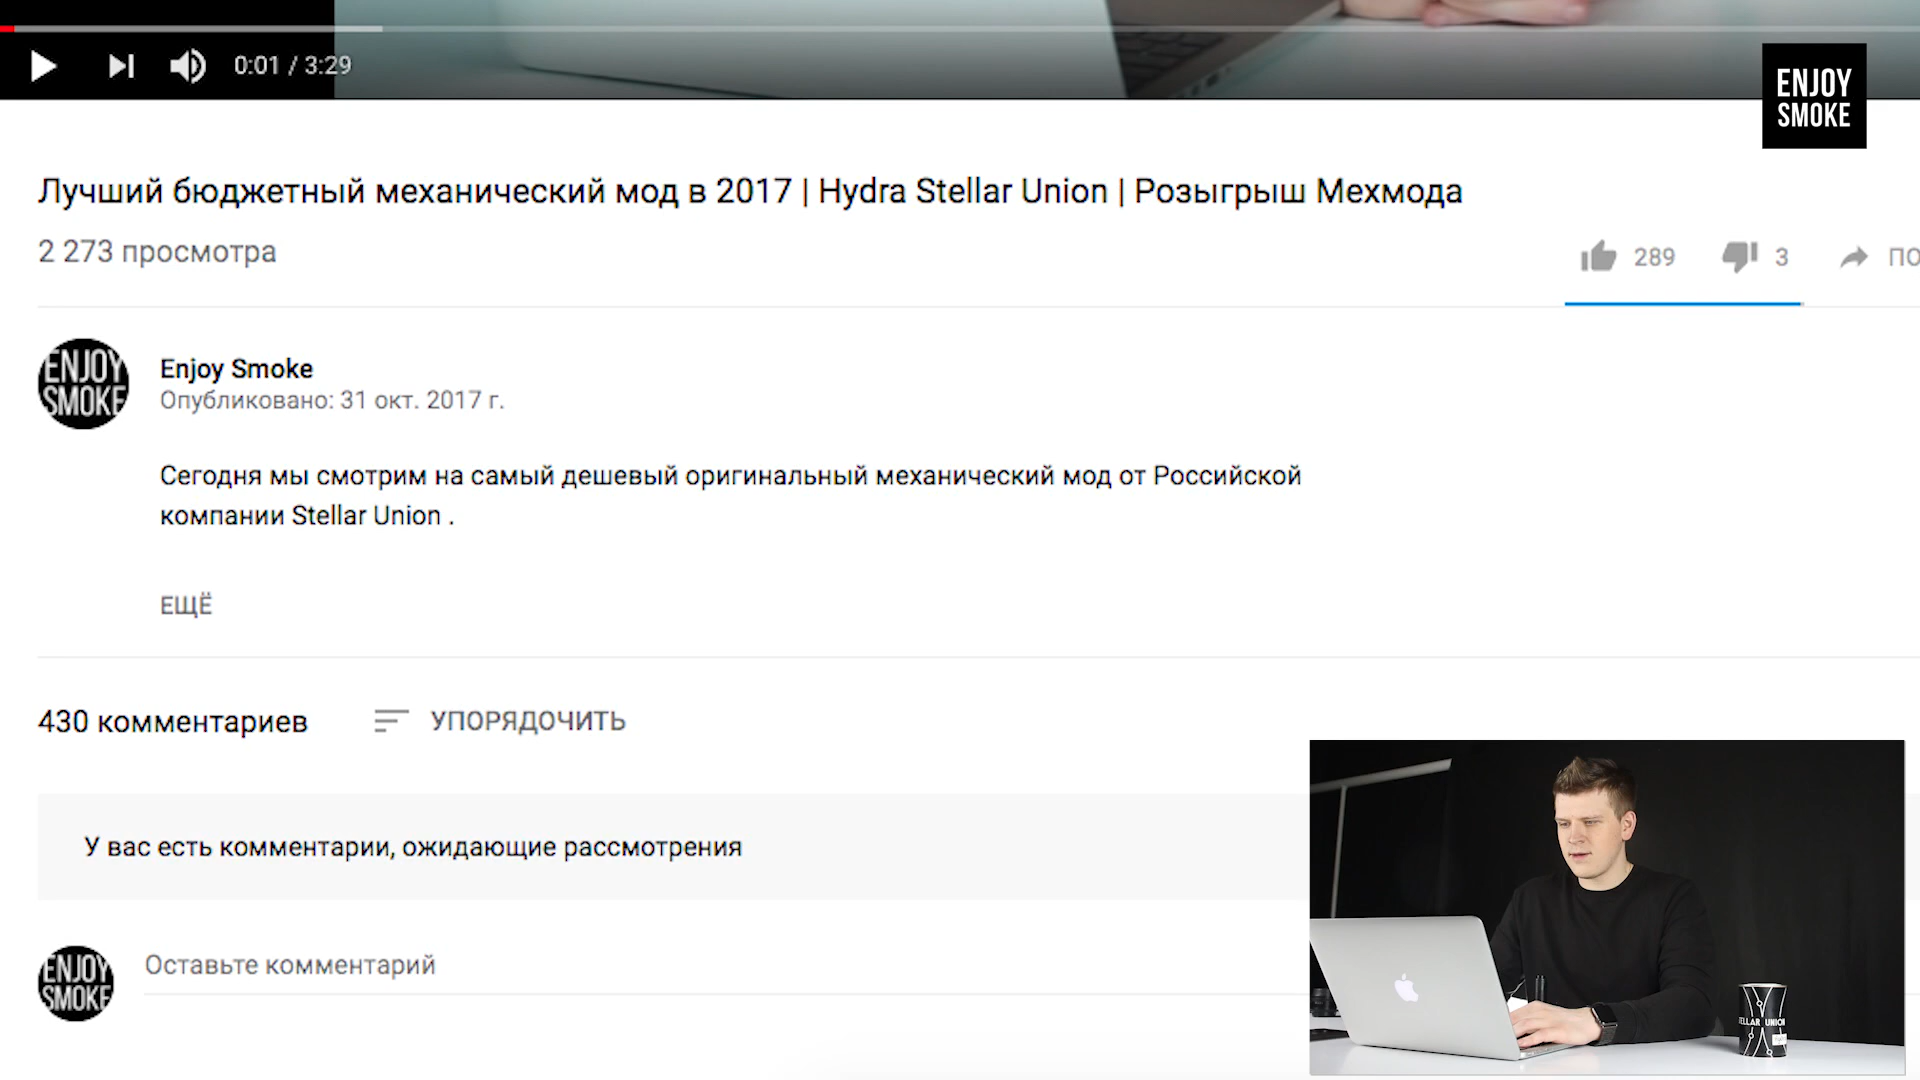 0:01 / 3:29
ENJOY
SMOKE
Лучший бюджетный механический мод в 2017 | Hydra Stellar Union | Розыгрыш Мехмода
2 273 просмотра
289
3
ПО
ENJOY
SMOKE
Enjoy Smoke
Опубликовано: 31 окт. 2017 г.
Сегодня мы смотрим на самый дешевый оригинальный механический мод от Российской
компании Stellar Union .
ЕЩЁ
430 комментариев
УПОРЯДОЧИТЬ
У вас есть комментарии, ожидающие рассмотрения
ENJOY
SMOKE
Оставьте комментарий
ELLAR UNION